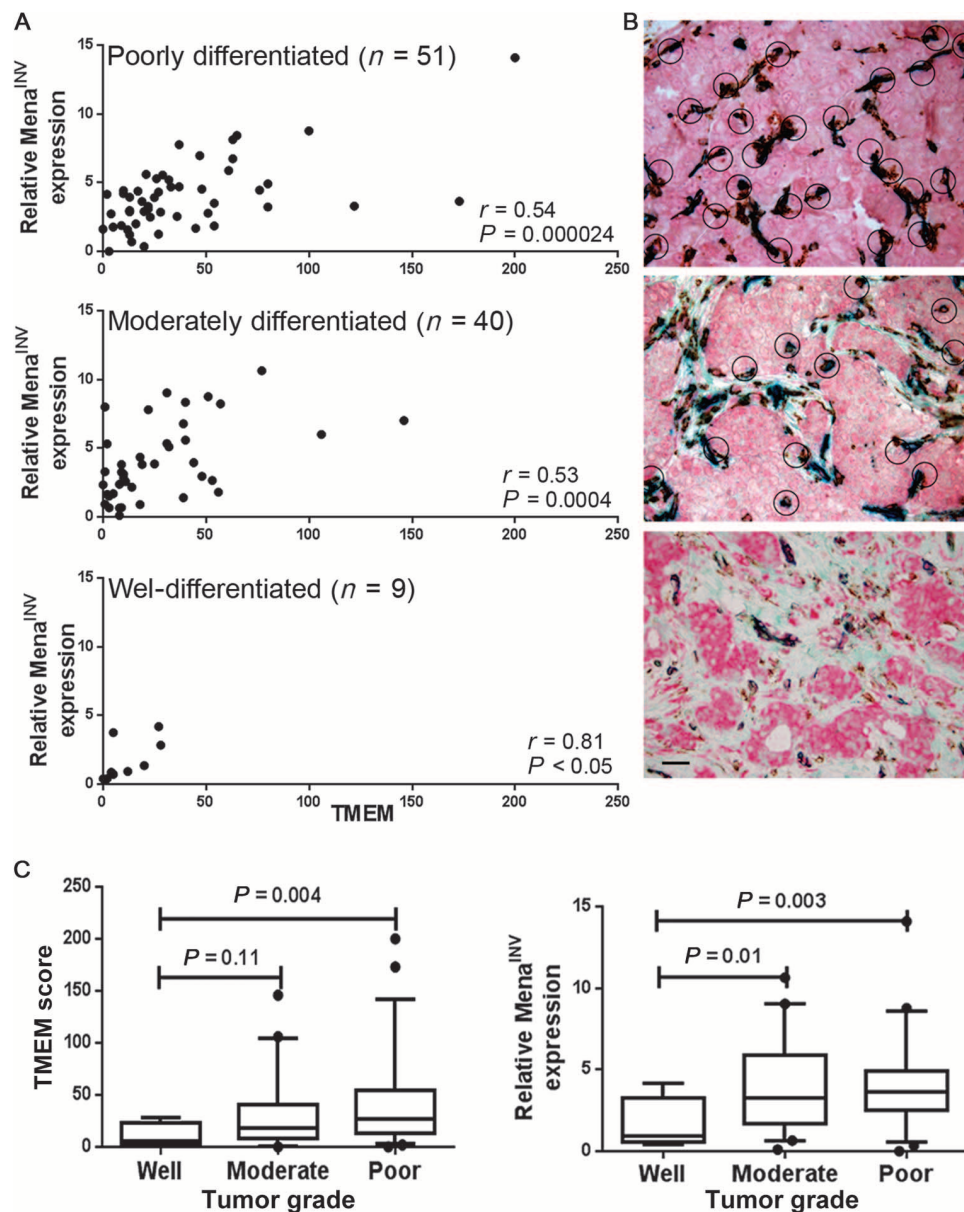 A
Poorly differentiated (n = 51)
Relative Mena^INV expression
15
10
5
0
r = 0.54
P = 0.000024
0 50 100 150 200 250
Moderately differentiated (n = 40)
Relative Mena^INV expression
15
10
5
0
r = 0.53
P = 0.0004
0 50 100 150 200 250
Wel-differentiated (n = 9)
Relative Mena^INV expression
15
10
5
0
r = 0.81
P < 0.05
0 50 100 150 200 250
TMEM
B
C
TMEM score
250
200
150
100
50
0
P = 0.004
P = 0.11
Well Moderate Poor
Tumor grade
Relative Mena^INV expression
15
10
5
0
P = 0.003
P = 0.01
Well Moderate Poor
Tumor grade